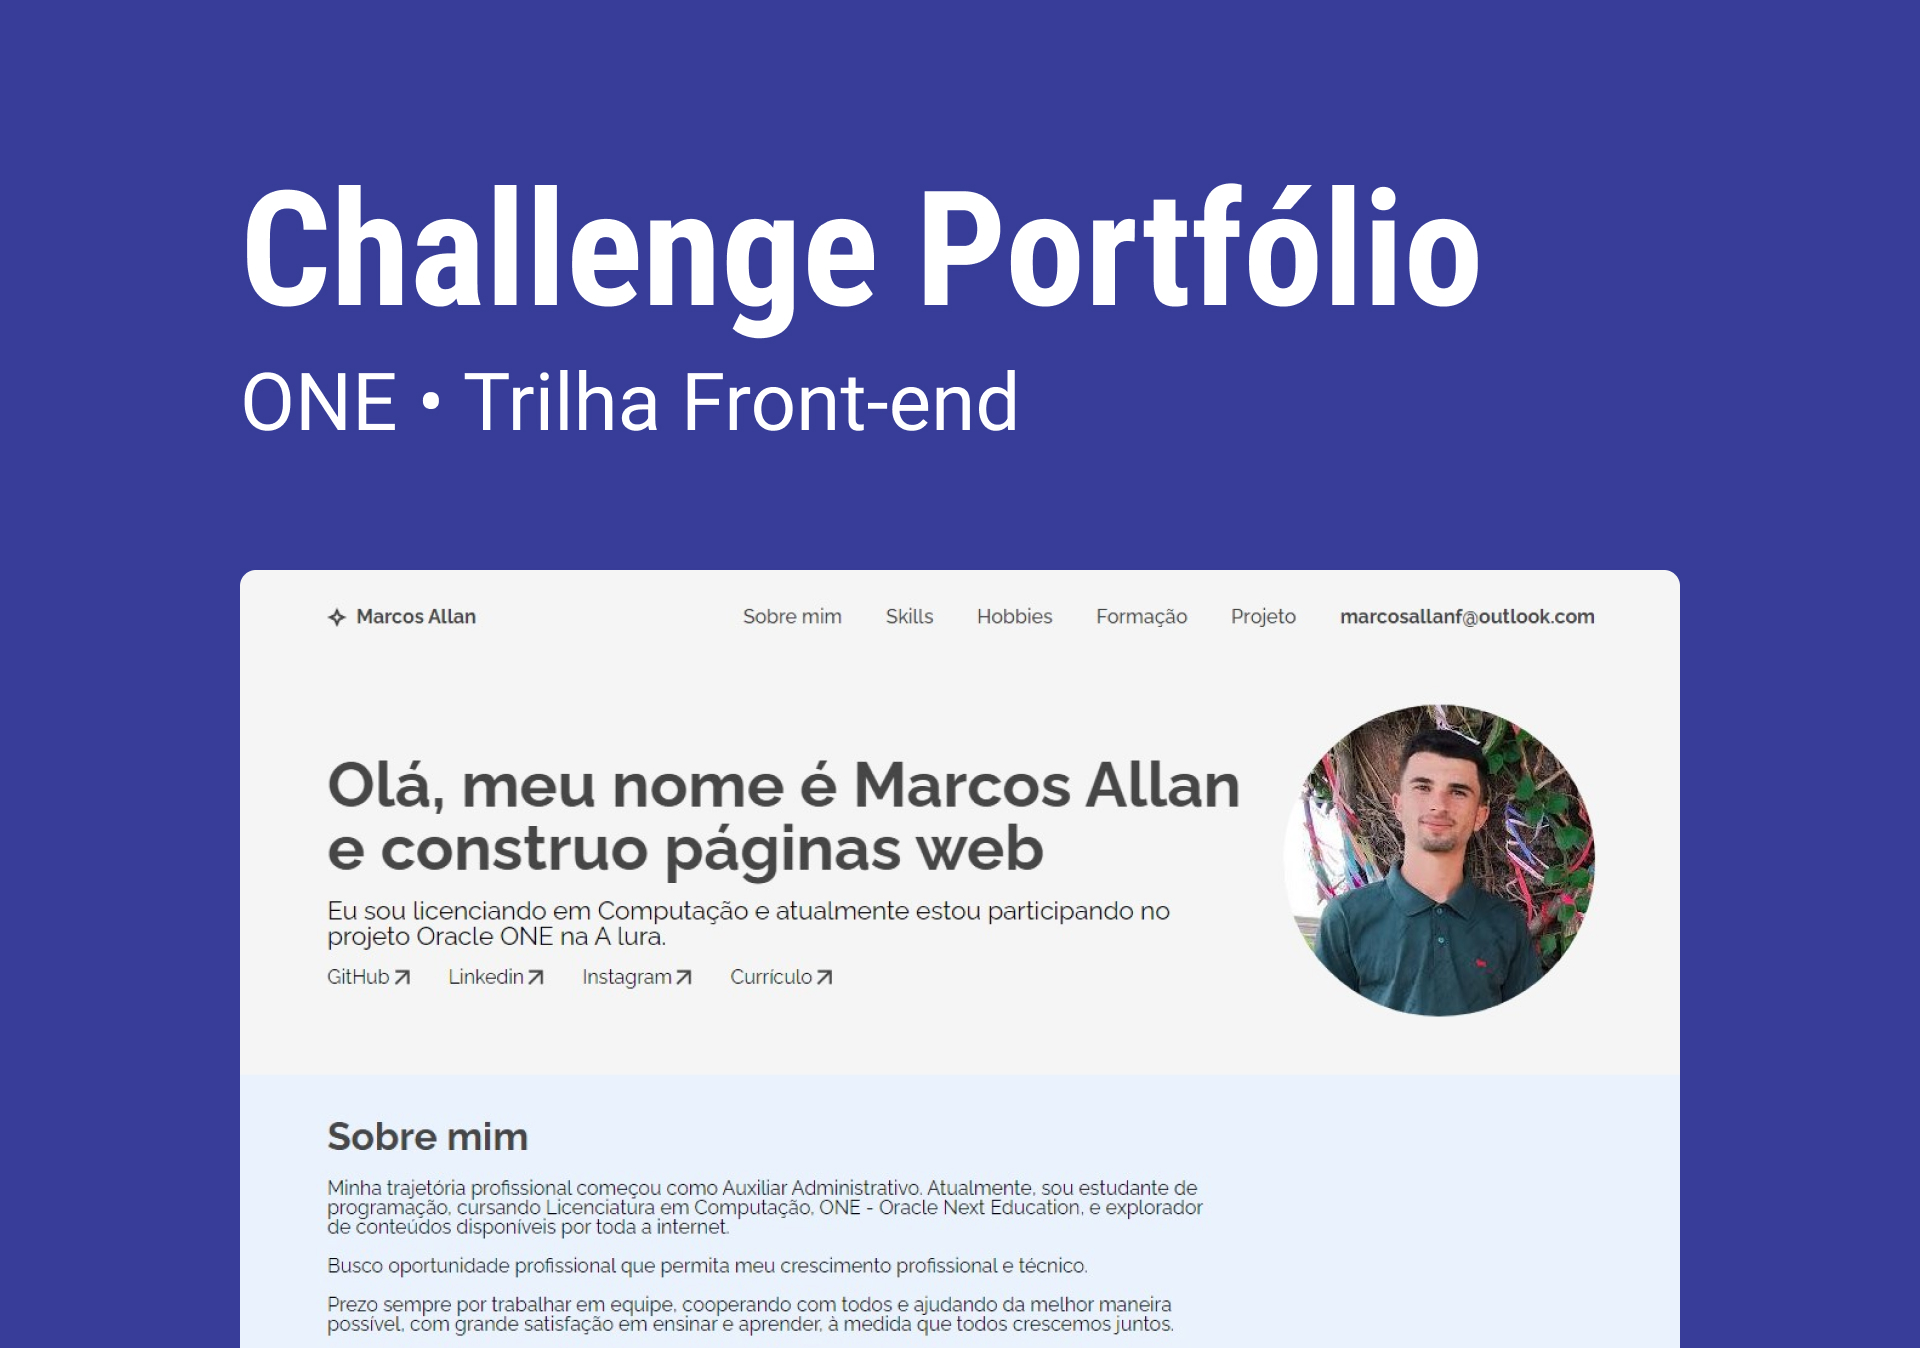 Challenge Portfólio
ONE • Trilha Front-end
Marcos Allan Sobre mim Skills Hobbies Formação Projeto marcosallanf@outlook.com
Olá, meu nome é Marcos Allan
e construo páginas web
Eu sou licenciando em Computação e atualmente estou participando no
projeto Oracle ONE na A lura.
GitHub Linkedin Instagram Currículo
Sobre mim
Minha trajetória profissional começou como Auxiliar Administrativo. Atualmente, sou estudante de
programação, cursando Licenciatura em Computação, ONE - Oracle Next Education, e explorador
de conteúdos disponíveis por toda a internet.
Busco oportunidade profissional que permita meu crescimento profissional e técnico.
Prezo sempre por trabalhar em equipe, cooperando com todos e ajudando da melhor maneira
possível, com grande satisfação em ensinar e aprender, à medida que todos crescemos juntos.